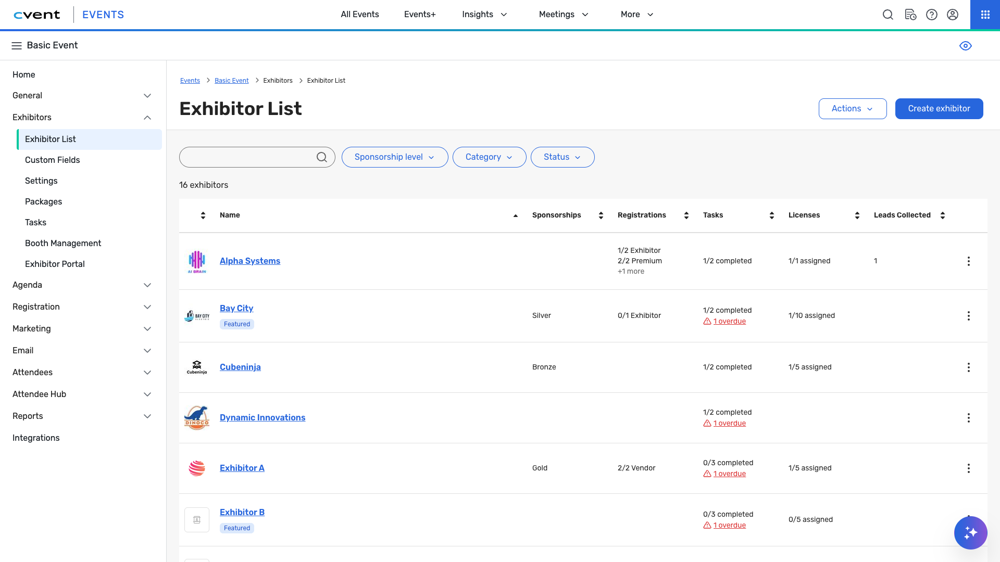 cvent EVENTS All Events Events+ Insights Meetings More
Basic Event
Home
General
Exhibitors
Exhibitor List
Custom Fields
Settings
Packages
Tasks
Booth Management
Exhibitor Portal
Agenda
Registration
Marketing
Email
Attendees
Attendee Hub
Reports
Integrations
Events Basic Event Exhibitors Exhibitor List
Exhibitor List
Actions Create exhibitor
Sponsorship level Category Status
16 exhibitors
Name Sponsorships Registrations Tasks Licenses Leads Collected
AI BRAIN
Alpha Systems
1/2 Exhibitor
2/2 Premium
+1 more
1/2 completed
1/1 assigned
1
BAY CITY
ELECTRIC
Bay City
Featured
Silver
0/1 Exhibitor
1/2 completed
1 overdue
1/10 assigned
Cubeninja
Cubeninja
Bronze
1/2 completed
1/5 assigned
DINOCO
Dynamic Innovations
1/2 completed
1 overdue
Exhibitor A
Gold
2/2 Vendor
0/3 completed
1 overdue
1/5 assigned
Exhibitor B
Featured
0/3 completed
1 overdue
0/5 assigned